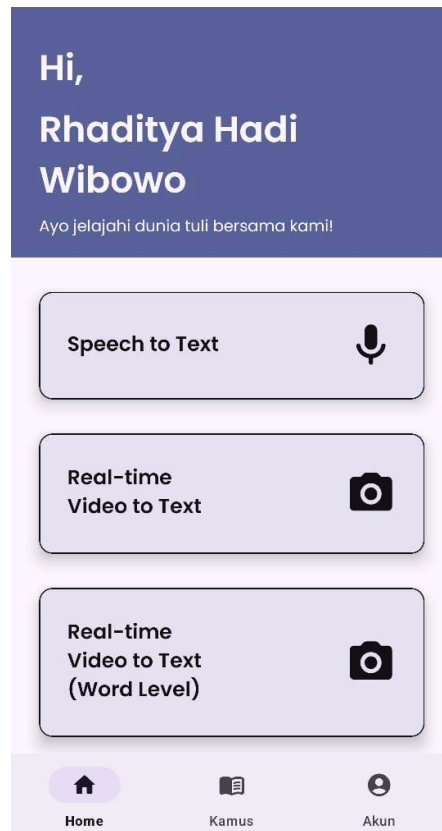 Hi,
Rhaditya Hadi
Wibowo
Ayo jelajahi dunia tuli bersama kami!
Speech to Text
Real-time
Video to Text
Real-time
Video to Text
(Word Level)
Home
Kamus
Akun